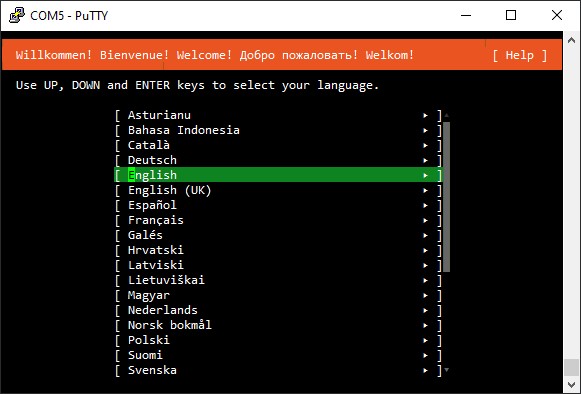 COM5 - PuTTY
Willkommen! Bienvenue! Welcome! Добро пожаловать! Welkom! [ Help ]
Use UP, DOWN and ENTER keys to select your language.
[ Asturianu ▸ ]
[ Bahasa Indonesia ▸ ]
[ Català ▸ ]
[ Deutsch ▸ ]
[ English ▸ ]
[ English (UK) ▸ ]
[ Español ▸ ]
[ Français ▸ ]
[ Galés ▸ ]
[ Hrvatski ▸ ]
[ Latviski ▸ ]
[ Lietuviškai ▸ ]
[ Magyar ▸ ]
[ Nederlands ▸ ]
[ Norsk bokmål ▸ ]
[ Polski ▸ ]
[ Suomi ▸ ]
[ Svenska ▸ ]